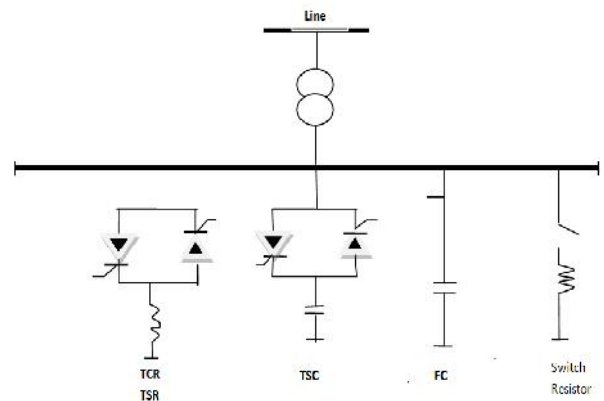 Line
TCR
TSR
TSC
FC
Switch
Resistor